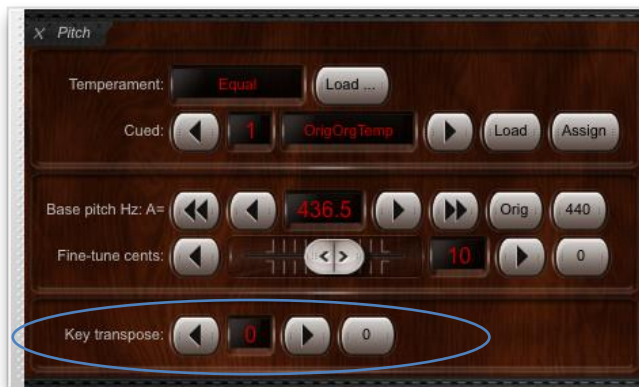 X Pitch
Temperament: Equal Load ...
Cued: 1 OrigOrgTemp Load Assign
Base pitch Hz: A= 436.5 Orig 440
Fine-tune cents: 10 0
Key transpose: 0 0